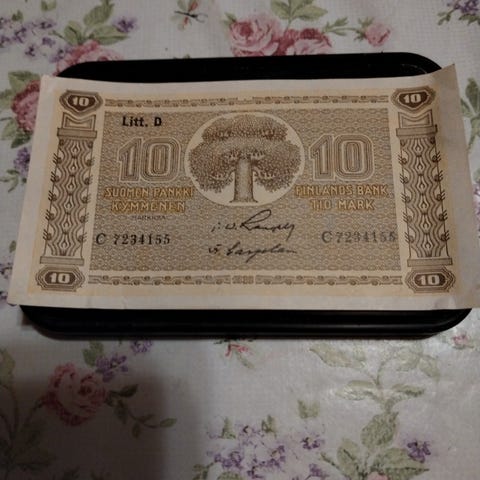 10 10
Litt. D
10 10
SUOMEN PANKKI FINLANDS BANK
KYMMENEN TIO MARK
MARKKAA
C 7234155 C 7234155
10 10